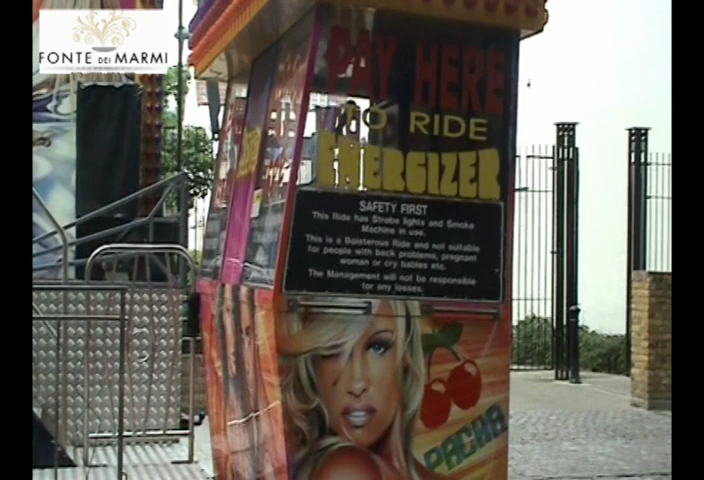 FONTE DEI MARMI
PAY HERE
TO RIDE
ENERGIZER
SAFETY FIRST
This Ride has Strobe lights and Smoke
Machine in use.
This is a Boisterous Ride and not suitable
for people with back problems, pregnant
woman or cry babies etc.
The Management will not be responsible
for any losses.
PACHA